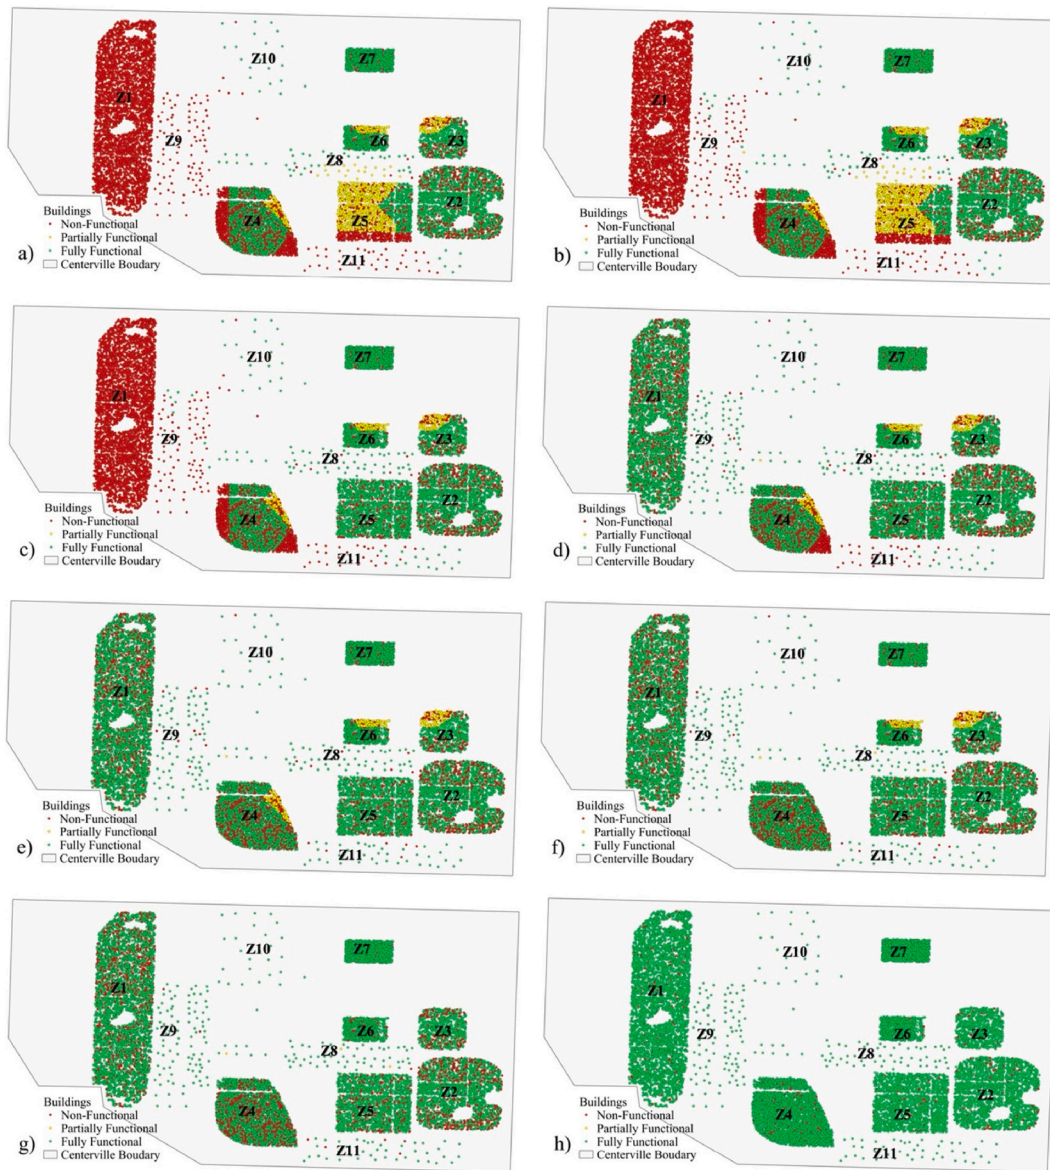 Z10
Z7
Z1
Z9
Z6
Z3
Z8
Z2
Z4
Z5
Z11
Buildings
Non-Functional
Partially Functional
Fully Functional
Centerville Boudary
a)
Z10
Z7
Z1
Z9
Z6
Z3
Z8
Z2
Z4
Z5
Z11
Buildings
Non-Functional
Partially Functional
Fully Functional
Centerville Boudary
b)
Z10
Z7
Z1
Z9
Z6
Z3
Z8
Z2
Z4
Z5
Z11
Buildings
Non-Functional
Partially Functional
Fully Functional
Centerville Boudary
c)
Z10
Z7
Z1
Z9
Z6
Z3
Z8
Z2
Z4
Z5
Z11
Buildings
Non-Functional
Partially Functional
Fully Functional
Centerville Boudary
d)
Z10
Z7
Z1
Z9
Z6
Z3
Z8
Z2
Z4
Z5
Z11
Buildings
Non-Functional
Partially Functional
Fully Functional
Centerville Boudary
e)
Z10
Z7
Z1
Z9
Z6
Z3
Z8
Z2
Z4
Z5
Z11
Buildings
Non-Functional
Partially Functional
Fully Functional
Centerville Boudary
f)
Z10
Z7
Z1
Z9
Z6
Z3
Z8
Z2
Z4
Z5
Z11
Buildings
Non-Functional
Partially Functional
Fully Functional
Centerville Boudary
g)
Z10
Z7
Z1
Z9
Z6
Z3
Z8
Z2
Z4
Z5
Z11
Buildings
Non-Functional
Partially Functional
Fully Functional
Centerville Boudary
h)